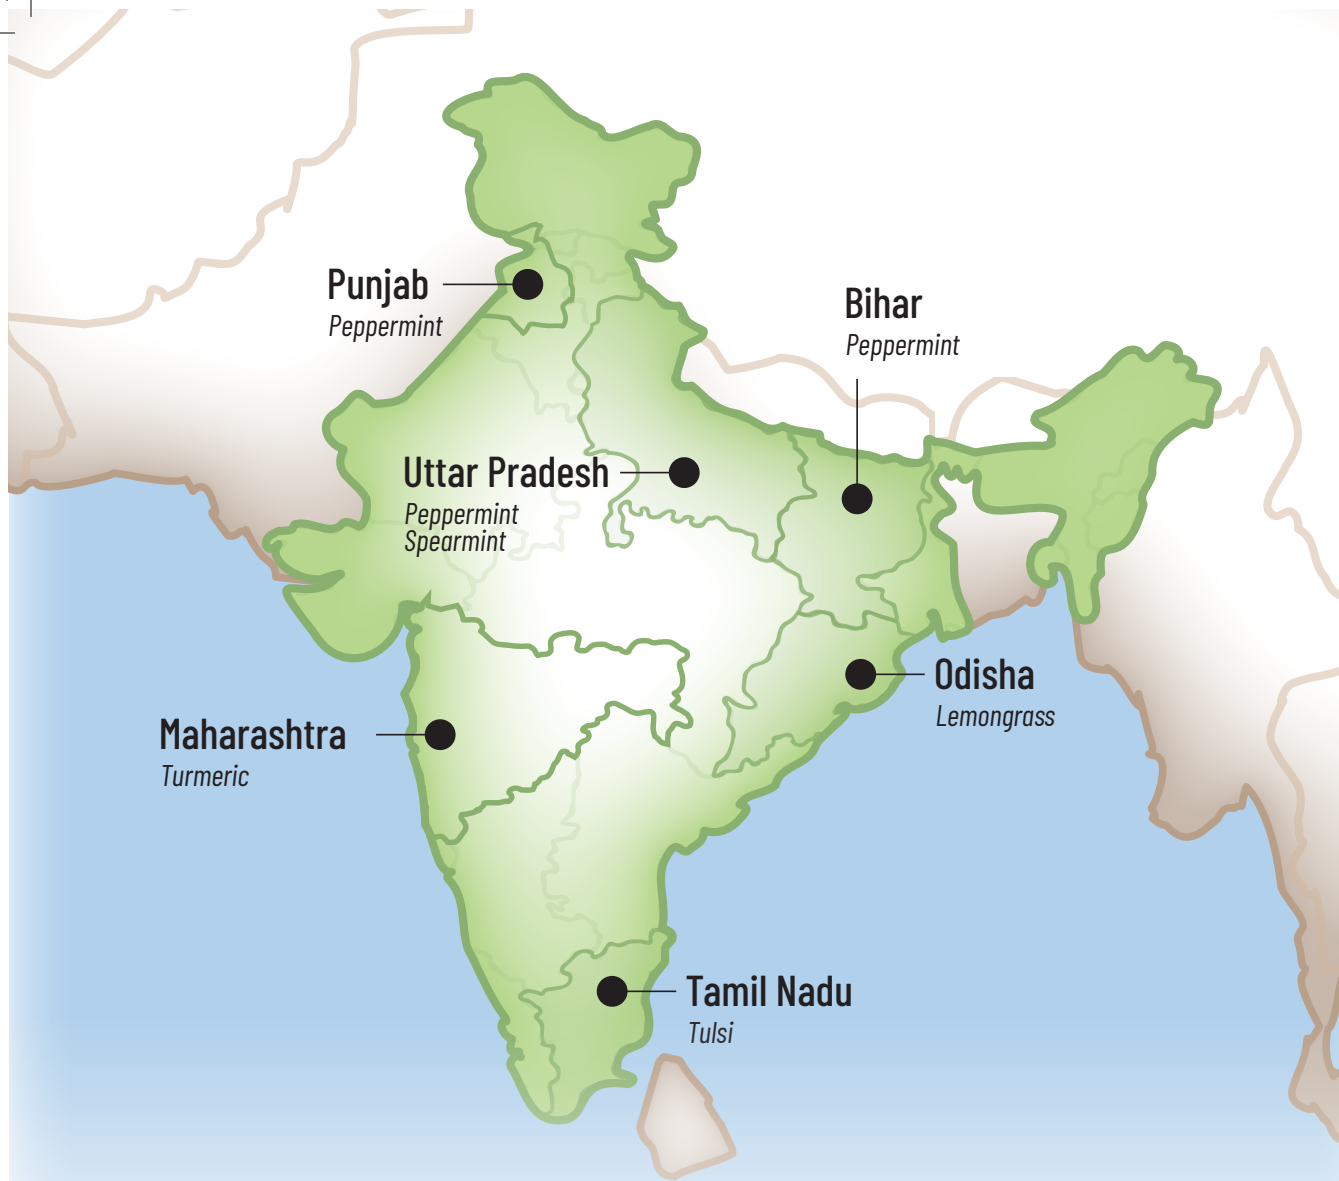 Punjab
Peppermint
Bihar
Peppermint
Uttar Pradesh
Peppermint
Spearmint
Odisha
Lemongrass
Maharashtra
Turmeric
Tamil Nadu
Tulsi